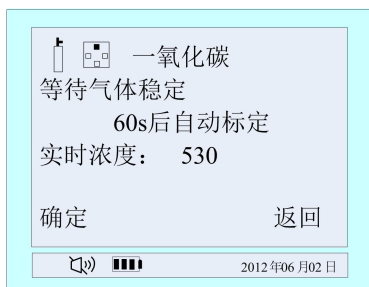 一氧化碳
等待气体稳定
60s后自动标定
实时浓度： 530
确定 返回
2012年06月02日